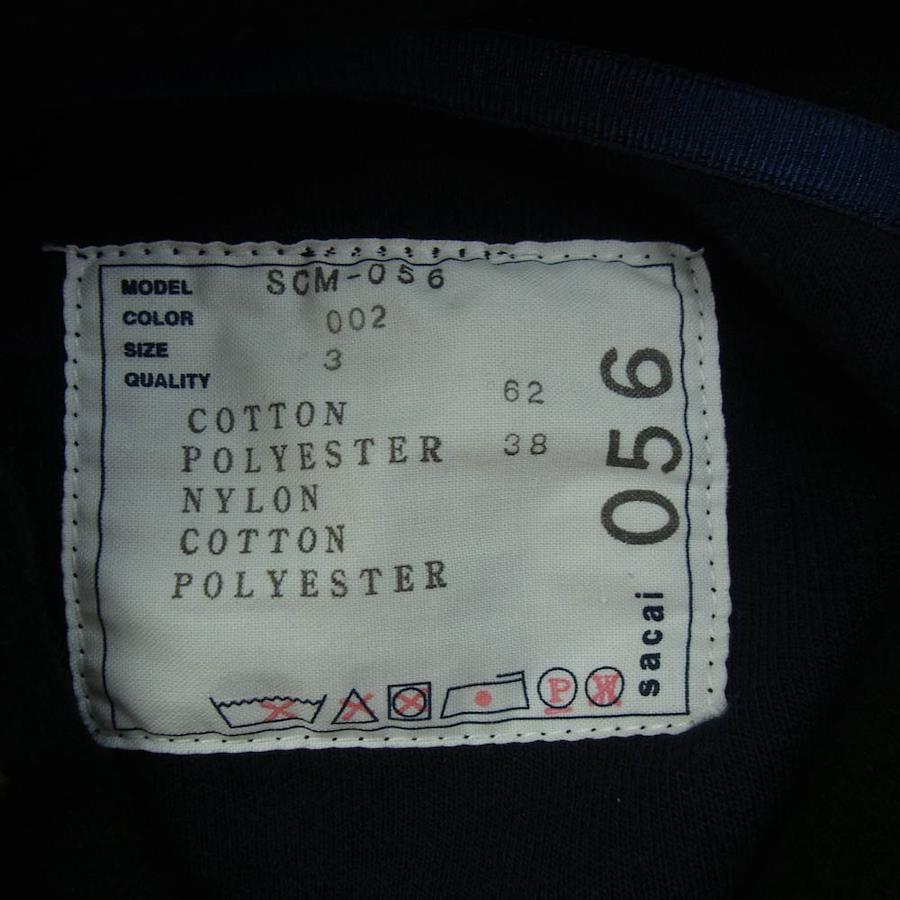 MODEL SCM-056
COLOR 002
SIZE 3
QUALITY
COTTON 62
POLYESTER 38
NYLON
COTTON
POLYESTER
P W
056
sacai